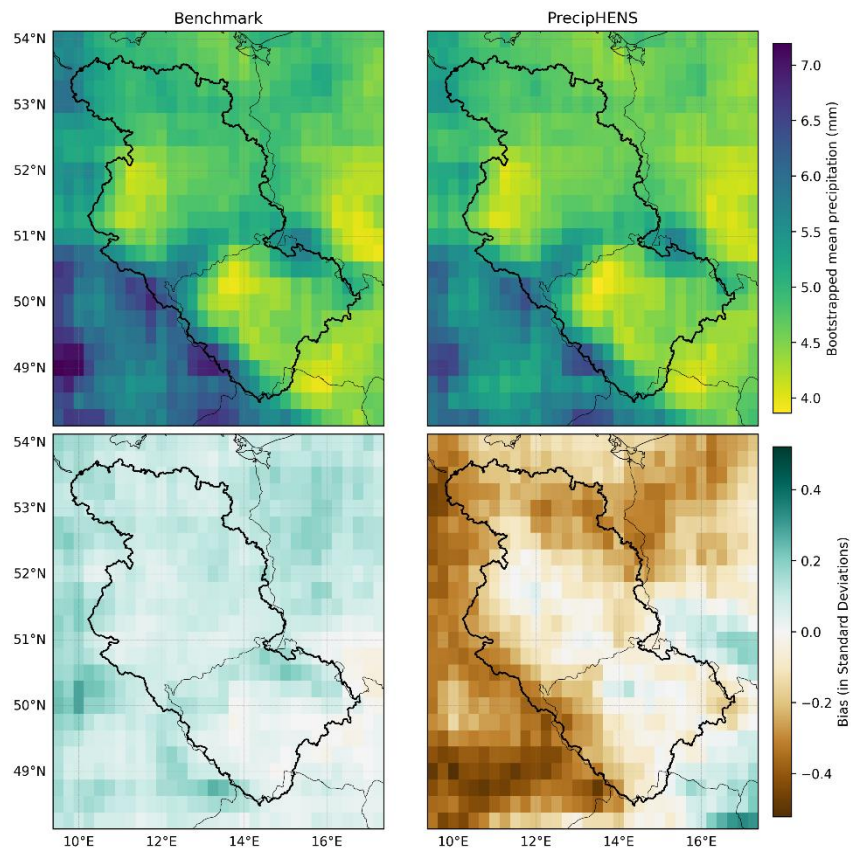 Benchmark
PrecipHENS
54°N
53°N
52°N
51°N
50°N
49°N
7.0
6.5
6.0
5.5
5.0
4.5
4.0
Bootstrapped mean precipitation (mm)
54°N
53°N
52°N
51°N
50°N
49°N
10°E
12°E
14°E
16°E
10°E
12°E
14°E
16°E
0.4
0.2
0.0
−0.2
−0.4
Bias (in Standard Deviations)